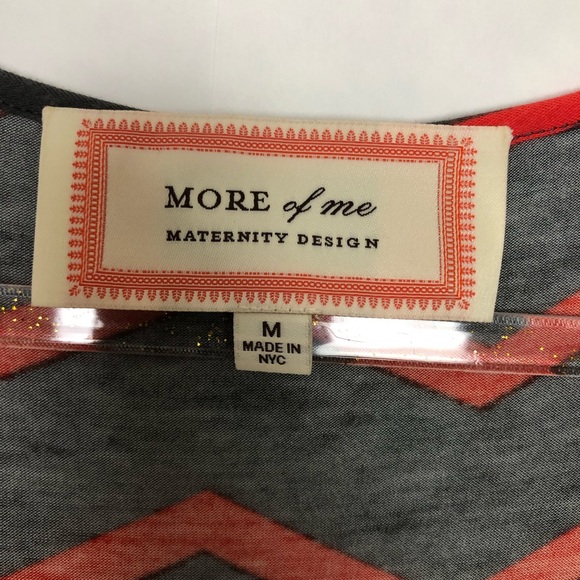 MORE of me
MATERNITY DESIGN
M
MADE IN
NYC